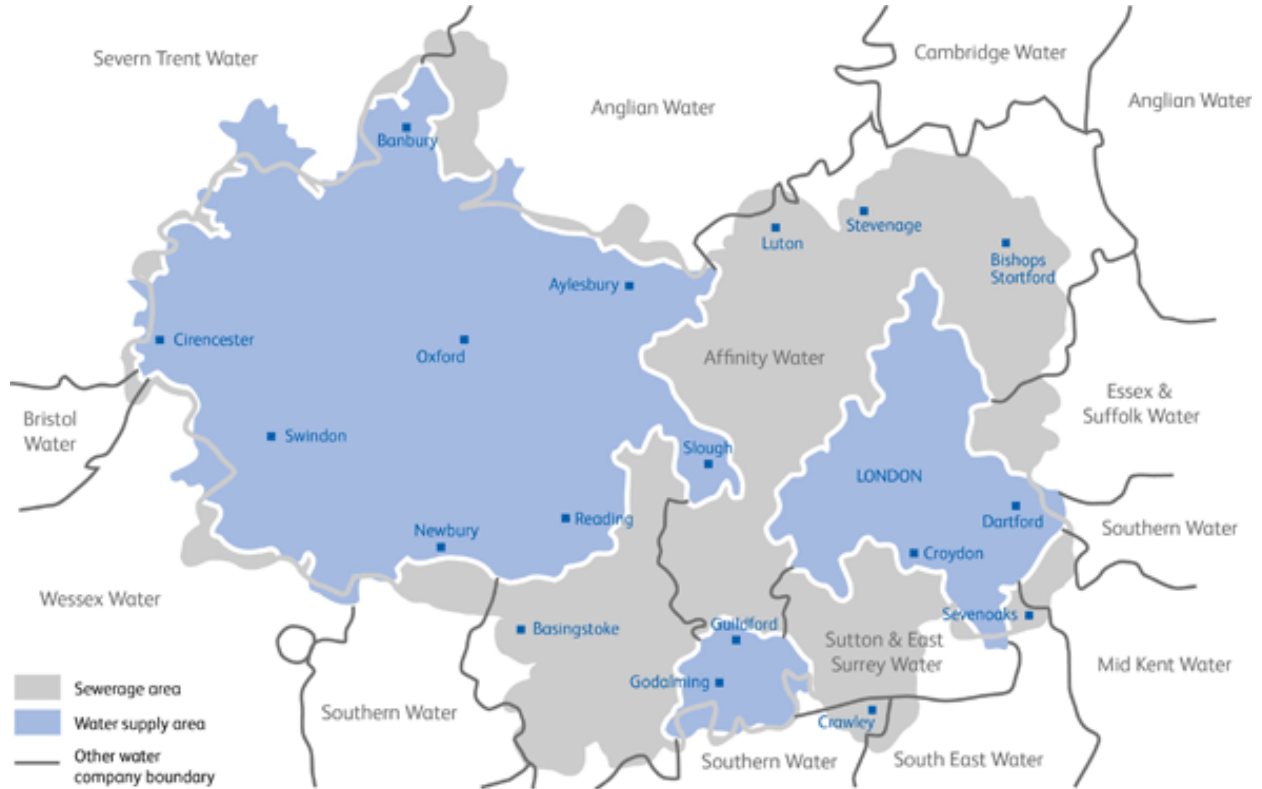 Severn Trent Water
Cambridge Water
Anglian Water
Anglian Water
Banbury
Luton
Stevenage
Bishops
Stortford
Aylesbury
Cirencester
Oxford
Affinity Water
Bristol
Water
Swindon
Slough
Essex &
Suffolk Water
LONDON
Newbury
Reading
Dartford
Southern Water
Croydon
Wessex Water
Basingstoke
Guildford
Sevenoaks
Sutton & East
Surrey Water
Mid Kent Water
Godalming
Southern Water
Crawley
Southern Water
South East Water
Sewerage area
Water supply area
Other water
company boundary